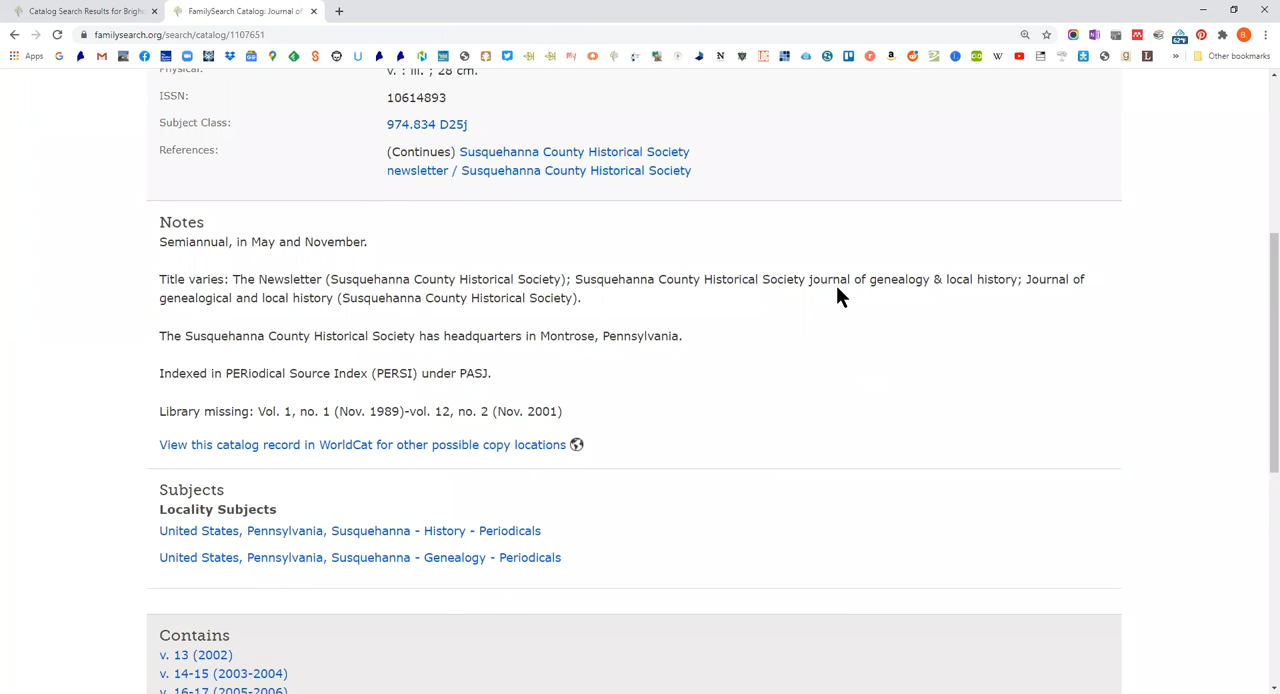 Catalog Search Results for Brigh
FamilySearch Catalog: Journal of
familysearch.org/search/catalog/1107651
Apps
Other bookmarks
Physical:
v. : ill. ; 28 cm.
ISSN:
10614893
Subject Class:
974.834 D25j
References:
(Continues) Susquehanna County Historical Society
newsletter / Susquehanna County Historical Society
Notes
Semiannual, in May and November.
Title varies: The Newsletter (Susquehanna County Historical Society); Susquehanna County Historical Society journal of genealogy & local history; Journal of
genealogical and local history (Susquehanna County Historical Society).
The Susquehanna County Historical Society has headquarters in Montrose, Pennsylvania.
Indexed in PERiodical Source Index (PERSI) under PASJ.
Library missing: Vol. 1, no. 1 (Nov. 1989)-vol. 12, no. 2 (Nov. 2001)
View this catalog record in WorldCat for other possible copy locations
Subjects
Locality Subjects
United States, Pennsylvania, Susquehanna - History - Periodicals
United States, Pennsylvania, Susquehanna - Genealogy - Periodicals
Contains
v. 13 (2002)
v. 14-15 (2003-2004)
v. 16-17 (2005-2006)